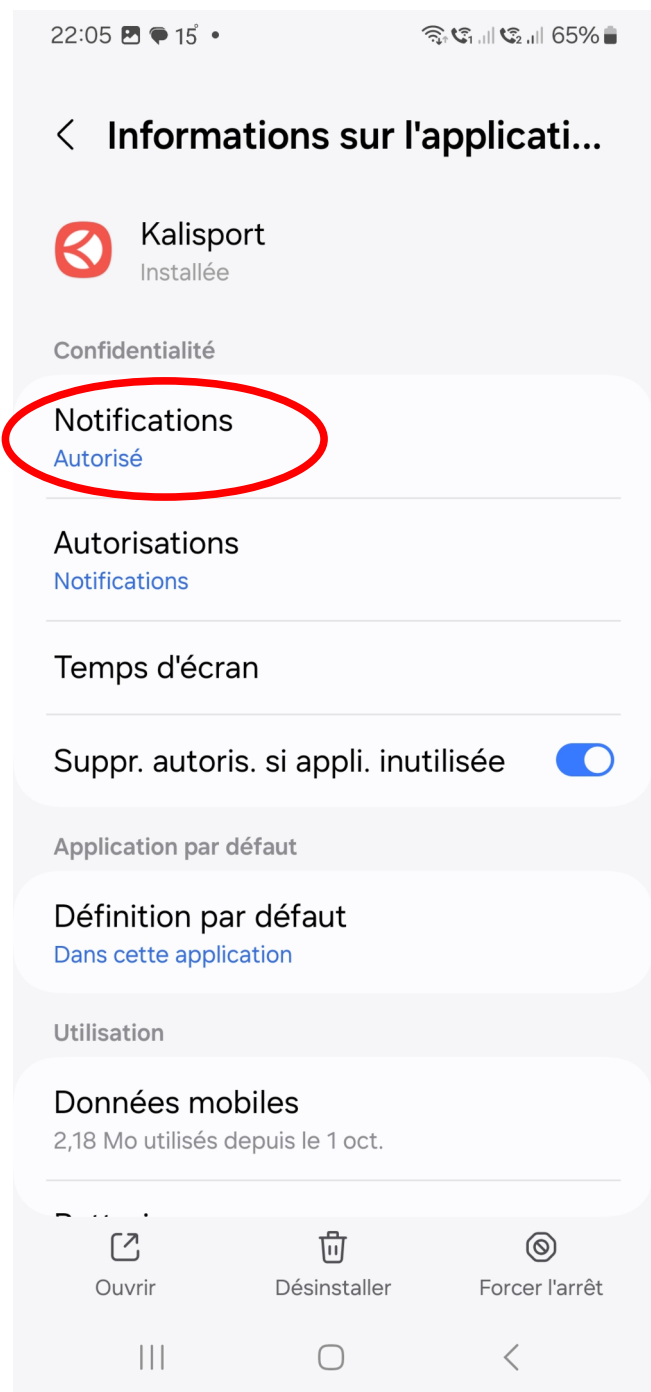 22:05 15° •
65%
Informations sur l'applicati...
Kalisport
Installée
Confidentialité
Notifications
Autorisé
Autorisations
Notifications
Temps d'écran
Suppr. autoris. si appli. inutilisée
Application par défaut
Définition par défaut
Dans cette application
Utilisation
Données mobiles
2,18 Mo utilisés depuis le 1 oct.
Ouvrir Désinstaller Forcer l'arrêt